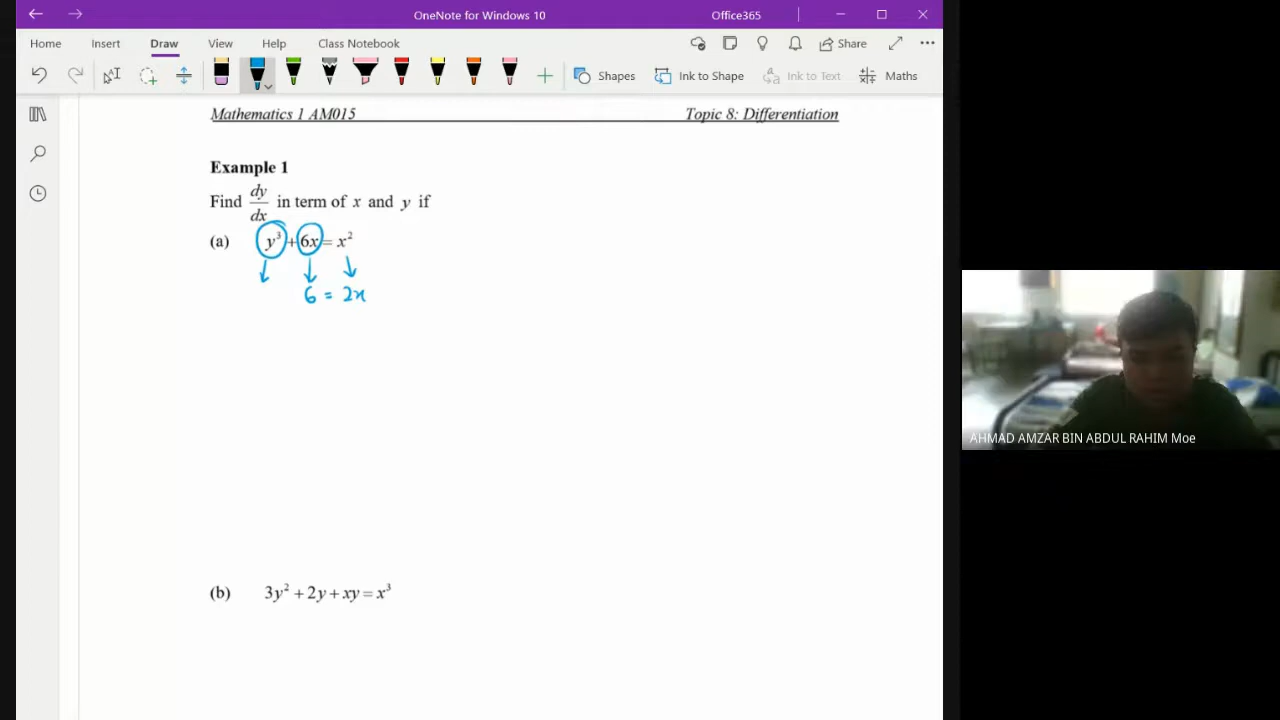 OneNote for Windows 10
Office365
Home Insert Draw View Help Class Notebook
Share
Shapes
Ink to Shape
Ink to Text
Maths
Mathematics 1 AM015
Topic 8: Differentiation
Example 1
Find dy/dx in term of x and y if
(a) y³ + 6x = x²
6 = 2x
(b) 3y² + 2y + xy = x³
AHMAD AMZAR BIN ABDUL RAHIM Moe